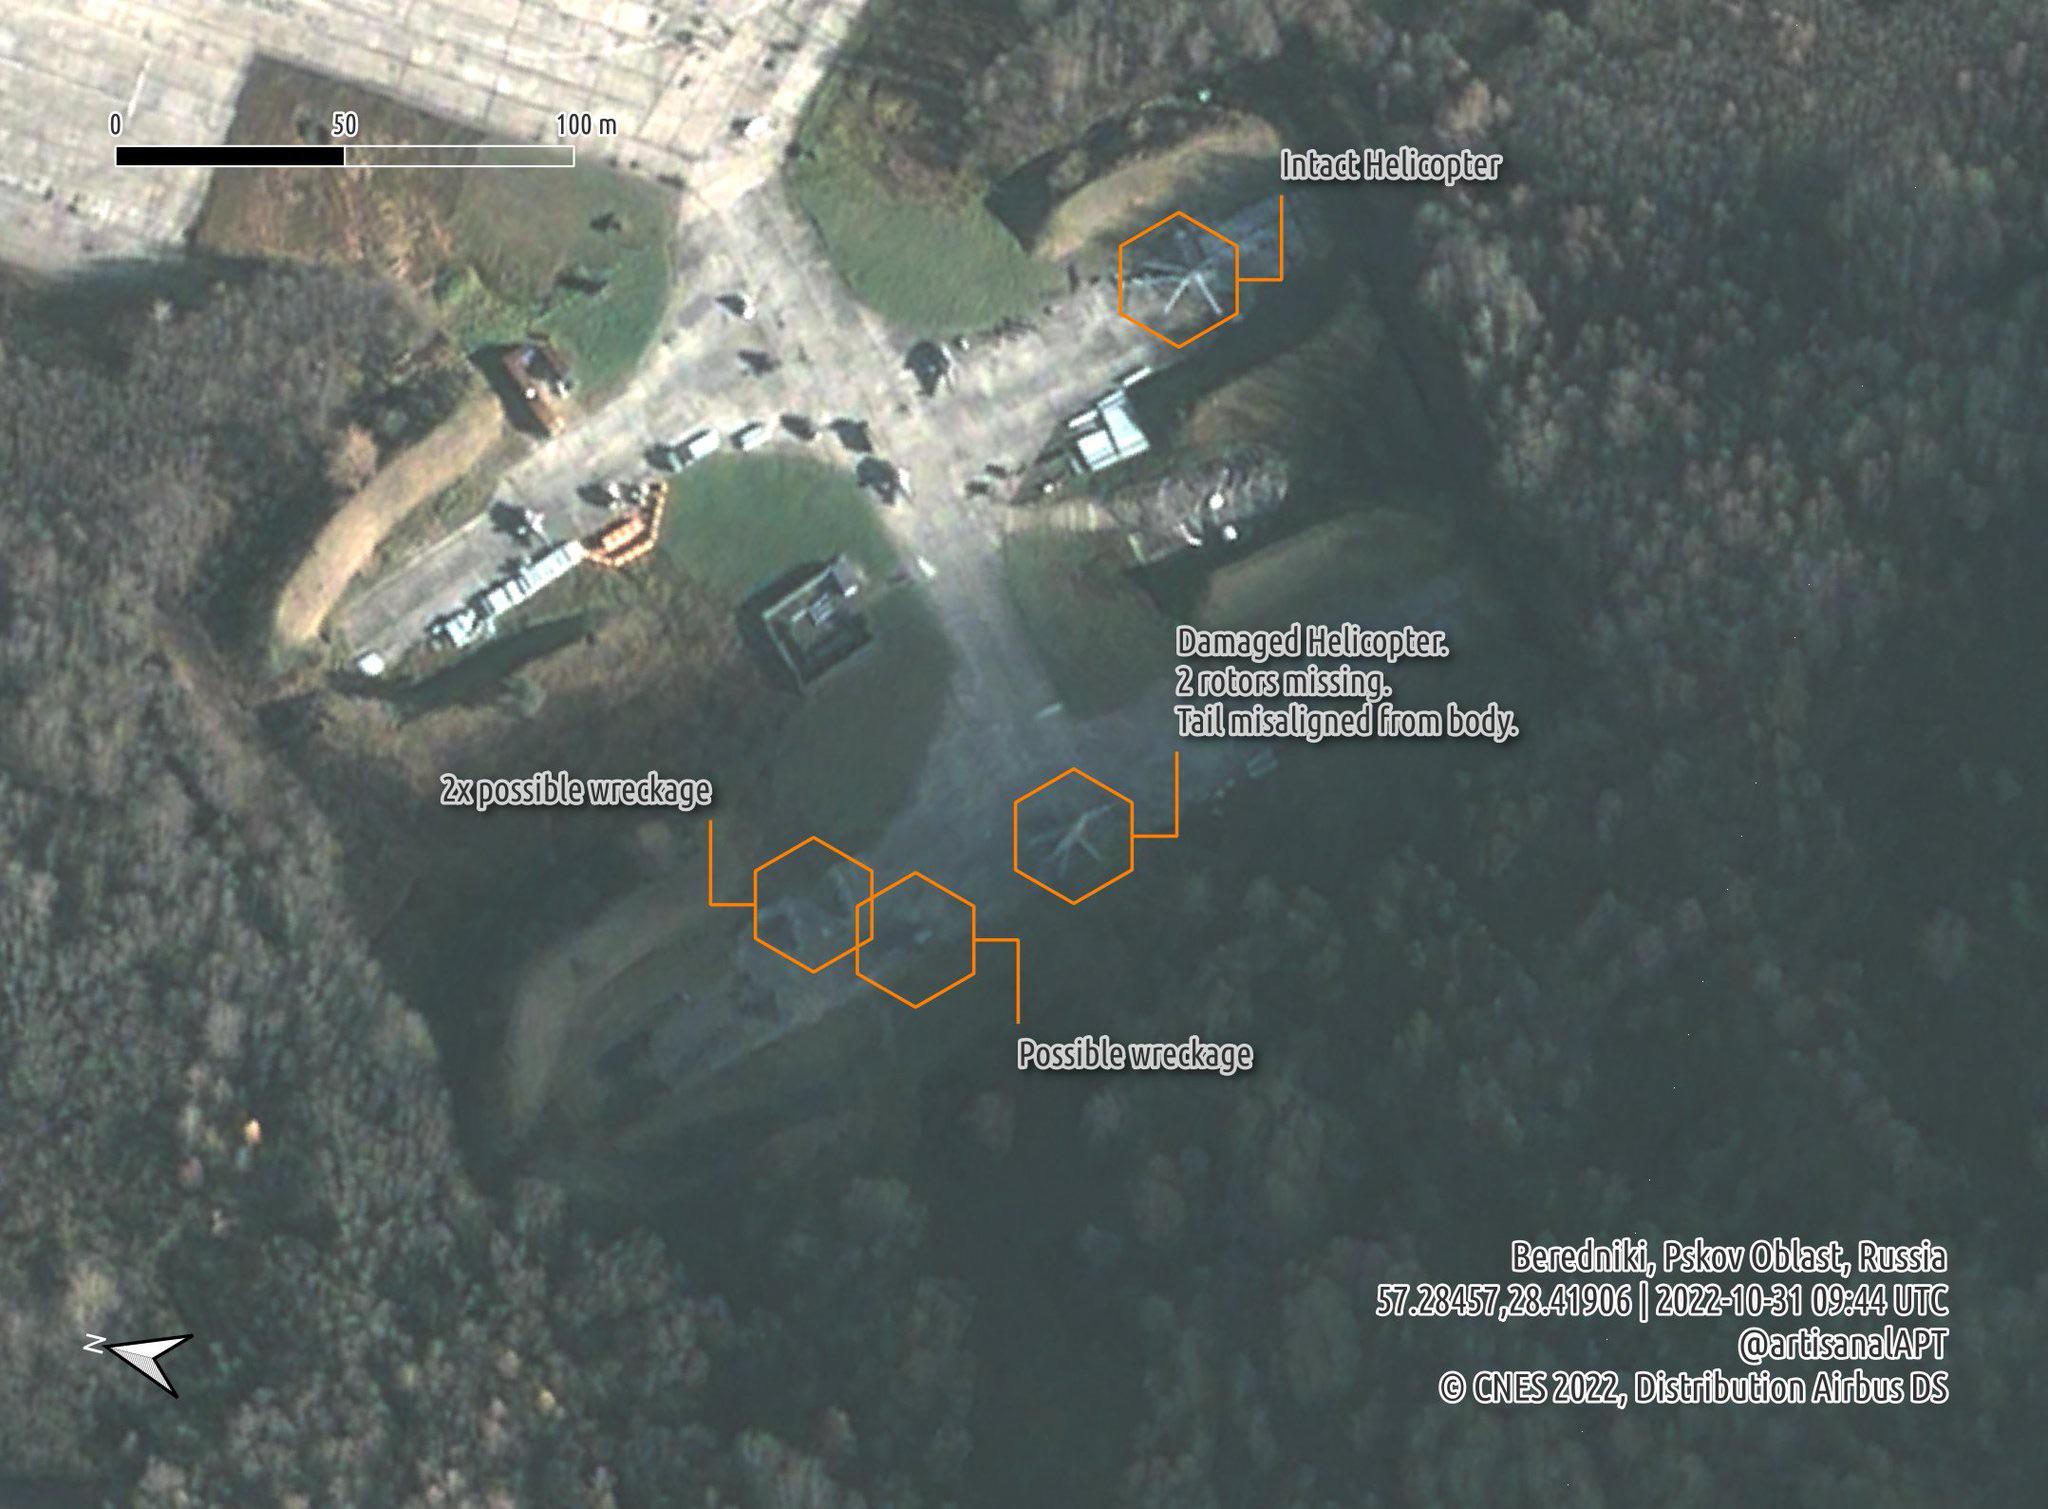 0 50 100 m
Intact Helicopter
Damaged Helicopter.
2 rotors missing.
Tail misaligned from body.
2x possible wreckage
Possible wreckage
Beredniki, Pskov Oblast, Russia
57.28457,28.41906 | 2022-10-31 09:44 UTC
@artisanalAPT
© CNES 2022, Distribution Airbus DS
N